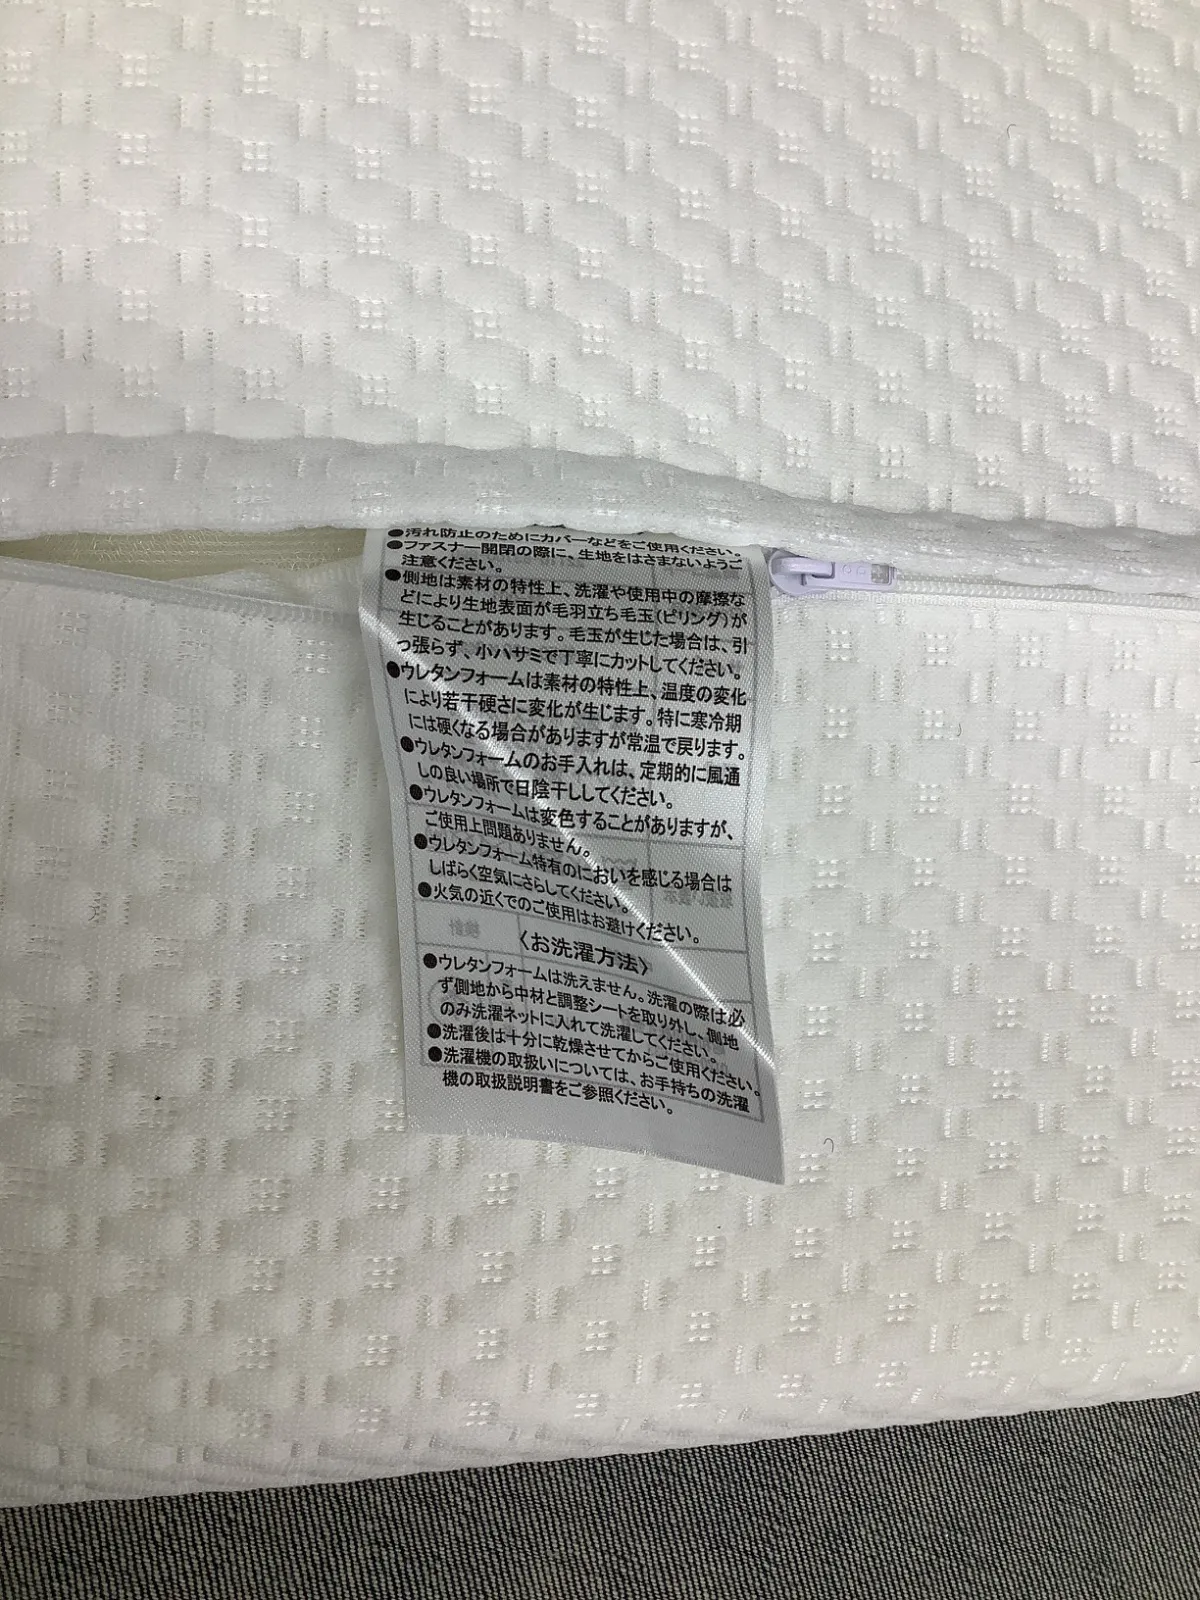 ●汚れ防止のためにカバーなどをご使用ください。
●ファスナー開閉の際に、生地をはさまないようご
注意ください。
●側地は素材の特性上、洗濯や使用中の摩擦な
どにより生地表面が毛羽立ち毛玉(ピリング)が
生じることがあります。毛玉が生じた場合は、引
っ張らず、小ハサミで丁寧にカットしてください。
●ウレタンフォームは素材の特性上、温度の変化
により若干硬さに変化が生じます。特に寒冷期
には硬くなる場合がありますが常温で戻ります。
●ウレタンフォームのお手入れは、定期的に風通
しの良い場所で日陰干ししてください。
●ウレタンフォームは変色することがありますが、
ご使用上問題ありません。
●ウレタンフォーム特有のにおいを感じる場合は
しばらく空気にさらしてください。
●火気の近くでのご使用はお避けください。
〈お洗濯方法〉
●ウレタンフォームは洗えません。洗濯の際は必
ず側地から中材と調整シートを取り外し、側地
のみ洗濯ネットに入れて洗濯してください。
●洗濯後は十分に乾燥させてからご使用ください。
●洗濯機の取扱いについては、お手持ちの洗濯
機の取扱説明書をご参照ください。